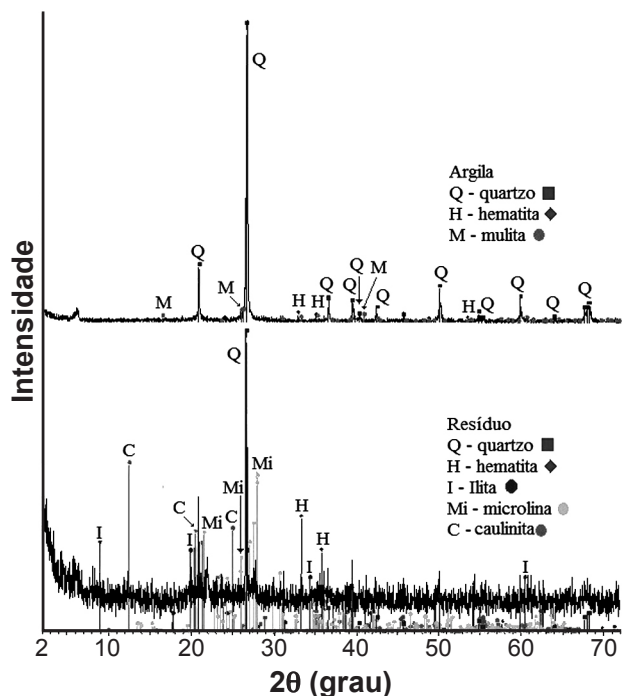 Q
Argila
Q - quartzo
H - hematita
M - mulita
Q
Q
M
Q
Q
Q
M
M
H
H
Q
H
Q
Q
Intensidade
Q
Resíduo
Q - quartzo
H - hematita
I - Ilita
Mi - microlina
C - caulinita
C
Mi
Mi
C
Mi
C
H
H
I
I
I
I
2 10 20 30 40 50 60 70
2θ (grau)